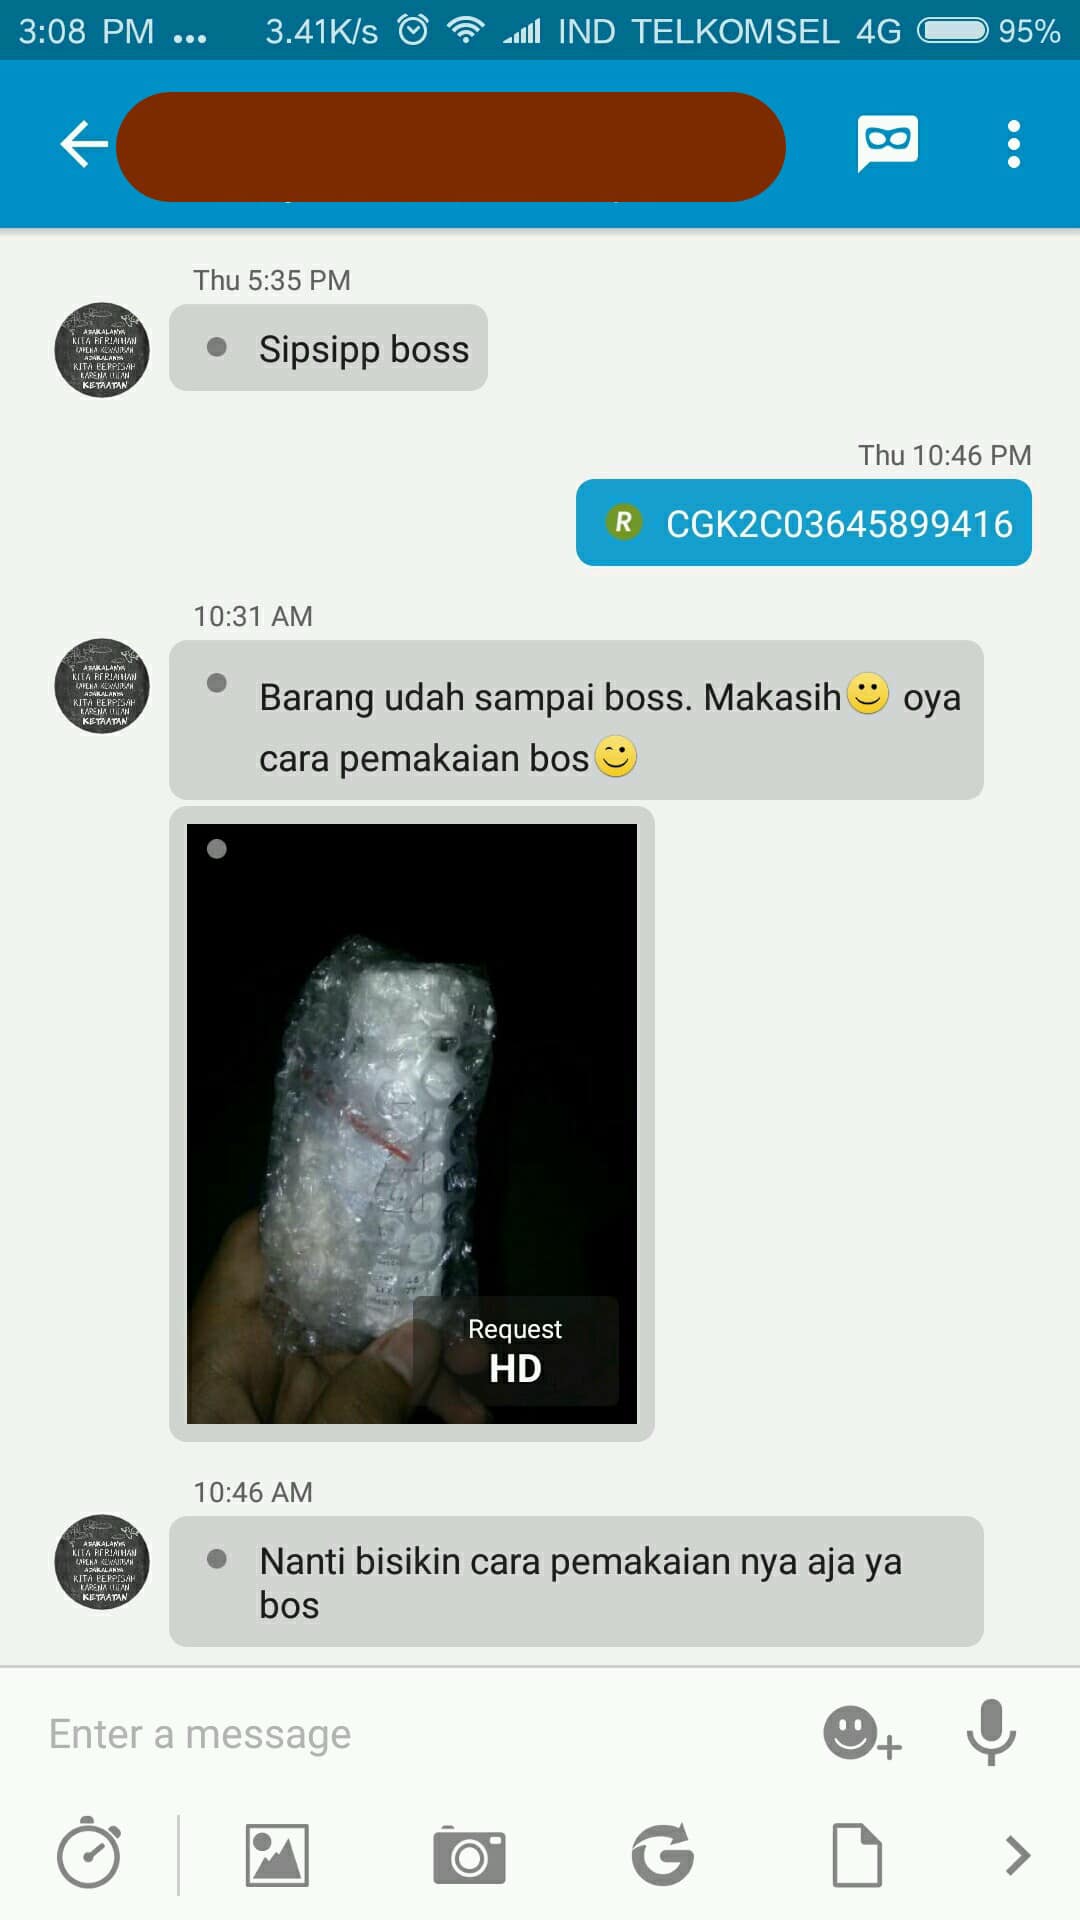 3:08 PM ... 3.41K/s IND TELKOMSEL 4G 95%
Thu 5:35 PM
Sipsipp boss
Thu 10:46 PM
R CGK2C03645899416
10:31 AM
Barang udah sampai boss. Makasih🙂 oya
cara pemakaian bos😉
Request
HD
10:46 AM
Nanti bisikin cara pemakaian nya aja ya
bos
Enter a message